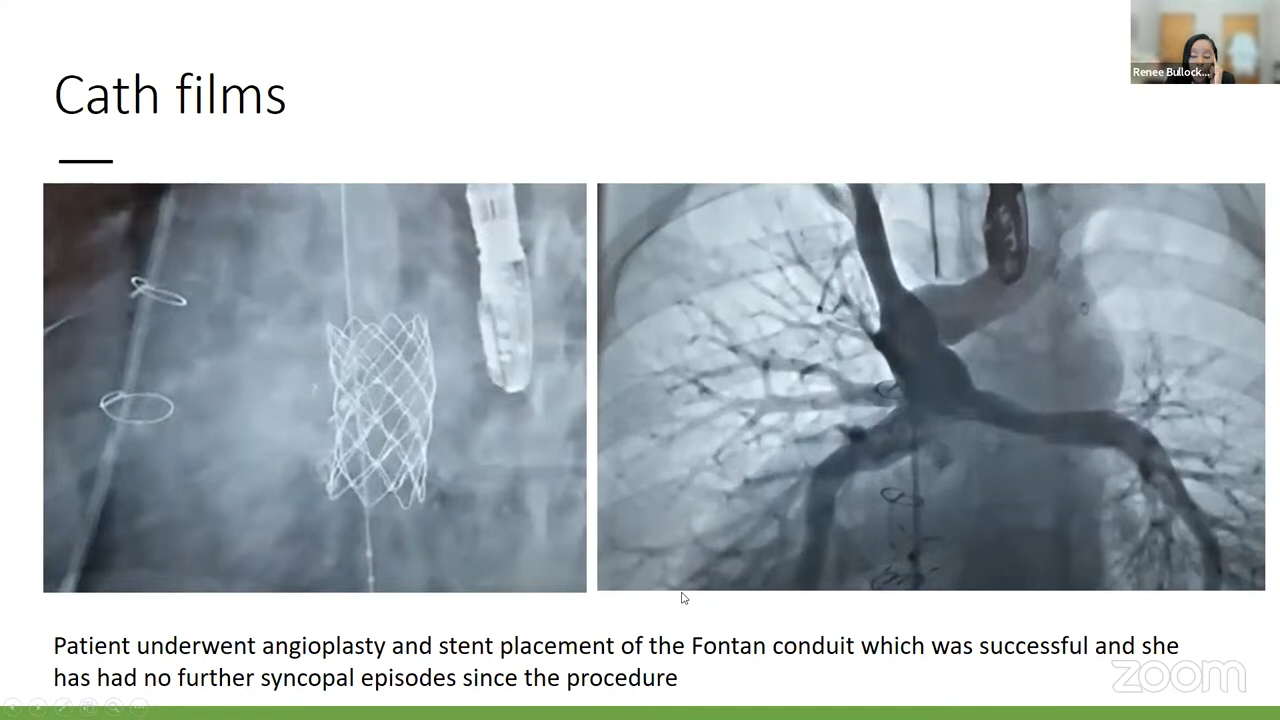 Renee Bullock...
Cath films
Patient underwent angioplasty and stent placement of the Fontan conduit which was successful and she
has had no further syncopal episodes since the procedure
zoom